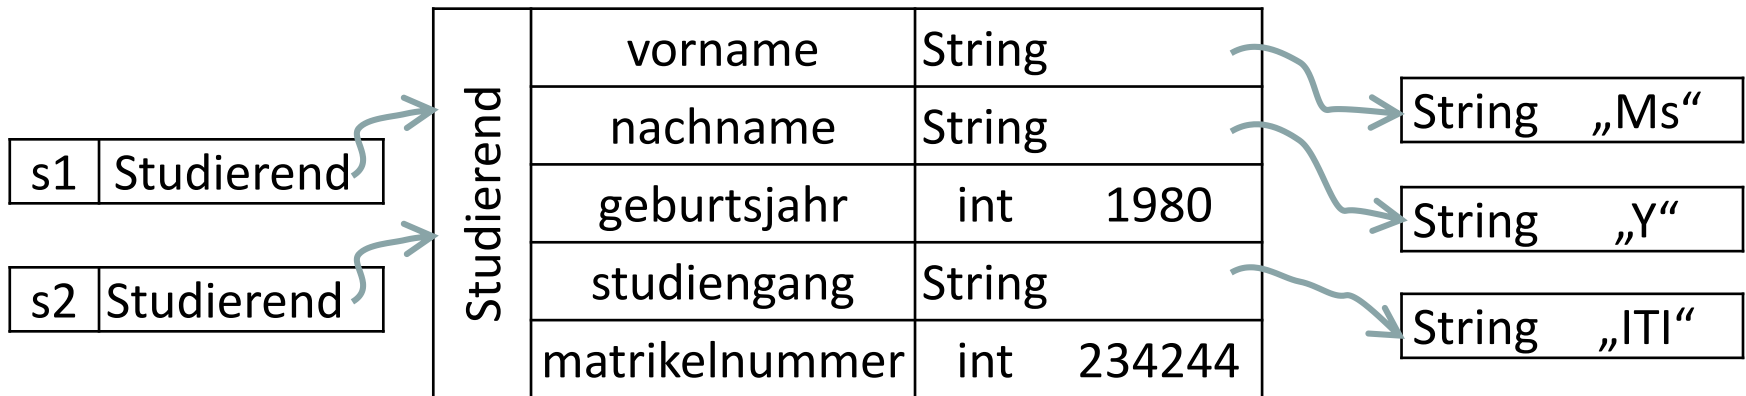 s1 Studierend
s2 Studierend
Studierend
vorname String
nachname String
geburtsjahr int 1980
studiengang String
matrikelnummer int 234244
String „Ms“
String „Y“
String „ITI“